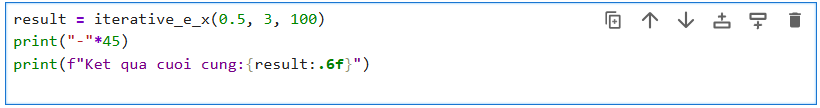 result = iterative_e_x(0.5, 3, 100)
print("-"*45)
print(f"Ket qua cuoi cung:{result:.6f}")